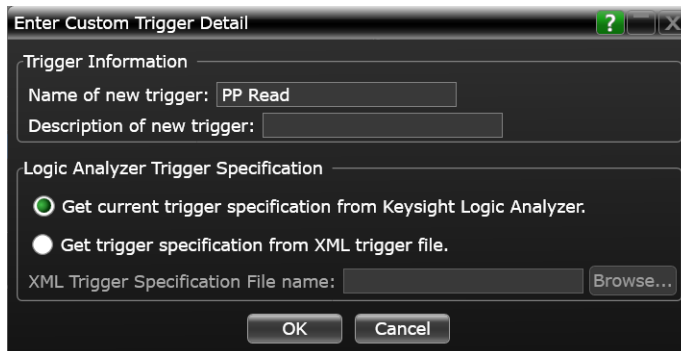 Enter Custom Trigger Detail ? X
Trigger Information
Name of new trigger: PP Read
Description of new trigger:
Logic Analyzer Trigger Specification
Get current trigger specification from Keysight Logic Analyzer.
Get trigger specification from XML trigger file.
XML Trigger Specification File name: Browse...
OK Cancel